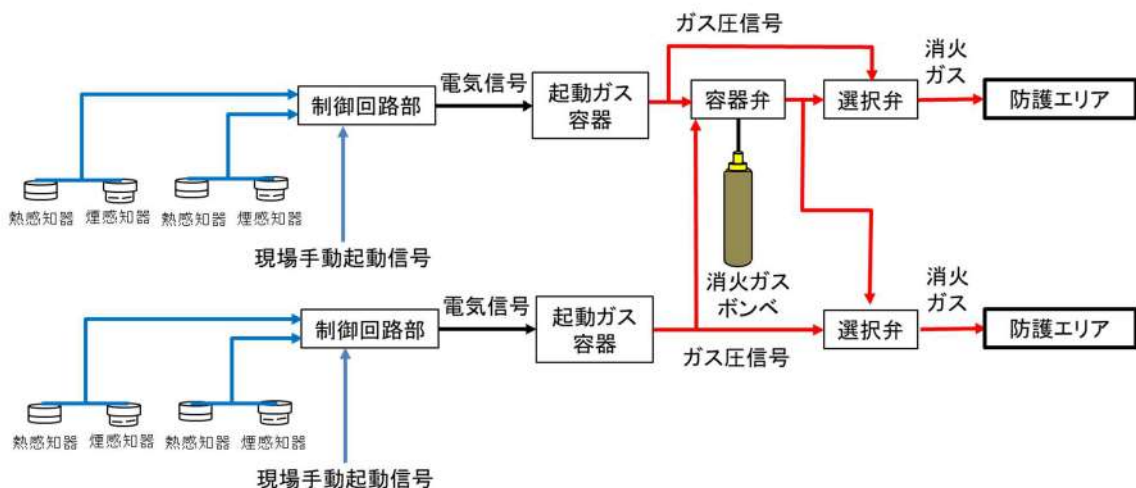 ガス圧信号
消火
ガス
電気信号
起動ガス
容器
制御回路部
容器弁
選択弁
防護エリア
熱感知器
煙感知器
熱感知器
煙感知器
現場手動起動信号
消火ガス
ボンベ
消火
ガス
電気信号
起動ガス
容器
制御回路部
選択弁
防護エリア
ガス圧信号
熱感知器
煙感知器
熱感知器
煙感知器
現場手動起動信号